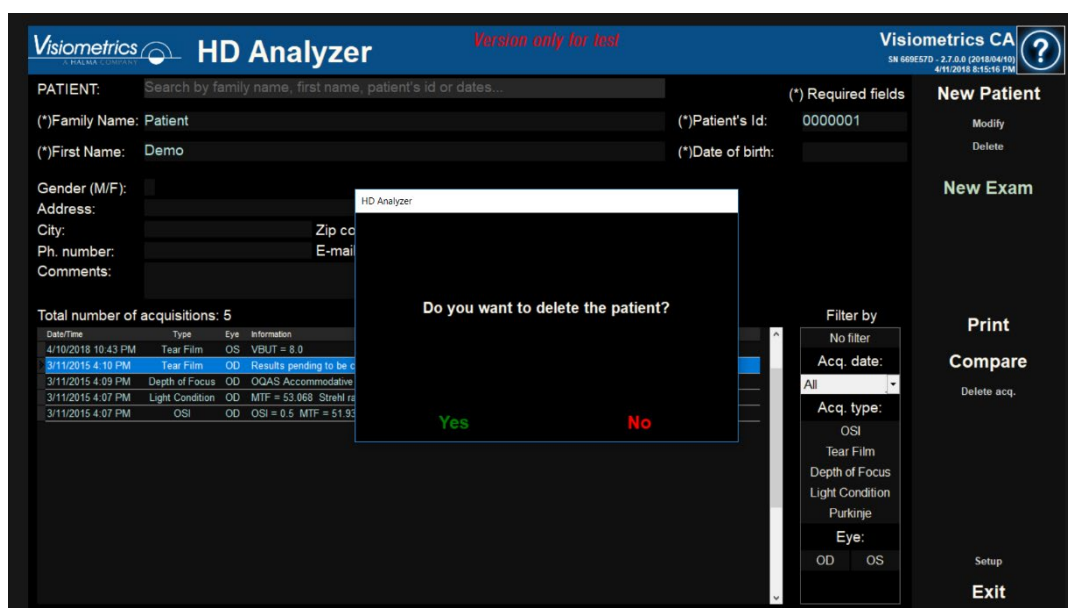 Visiometrics
A HALMA COMPANY
HD Analyzer
Version only for test
Visiometrics CA
SN 669E57D - 2.7.0.0 (2018/04/10)
4/11/2018 8:15:16 PM
?
PATIENT: Search by family name, first name, patient's id or dates...
(*) Required fields
(*)Family Name: Patient
(*)Patient's Id: 0000001
(*)First Name: Demo
(*)Date of birth:
Gender (M/F):
Address:
City: Zip co
Ph. number: E-mai
Comments:
New Patient
Modify
Delete
New Exam
HD Analyzer
Do you want to delete the patient?
Yes No
Total number of acquisitions: 5
Date/Time Type Eye Information
4/10/2018 10:43 PM Tear Film OS VBUT = 8.0
3/11/2015 4:10 PM Tear Film OD Results pending to be c
3/11/2015 4:09 PM Depth of Focus OD OQAS Accommodative
3/11/2015 4:07 PM Light Condition OD MTF = 53.068 Strehl ra
3/11/2015 4:07 PM OSI OD OSI = 0.5 MTF = 51.93
Filter by
No filter
Acq. date:
All
Acq. type:
OSI
Tear Film
Depth of Focus
Light Condition
Purkinje
Eye:
OD OS
Print
Compare
Delete acq.
Setup
Exit